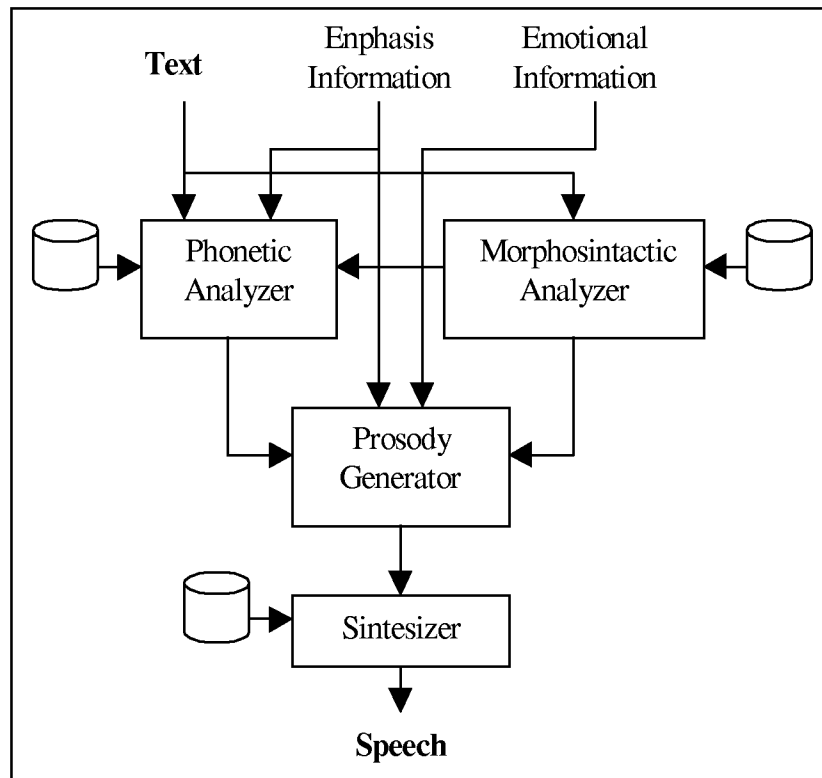 Text
Enphasis
Information
Emotional
Information
Phonetic
Analyzer
Morphosintactic
Analyzer
Prosody
Generator
Sintesizer
Speech